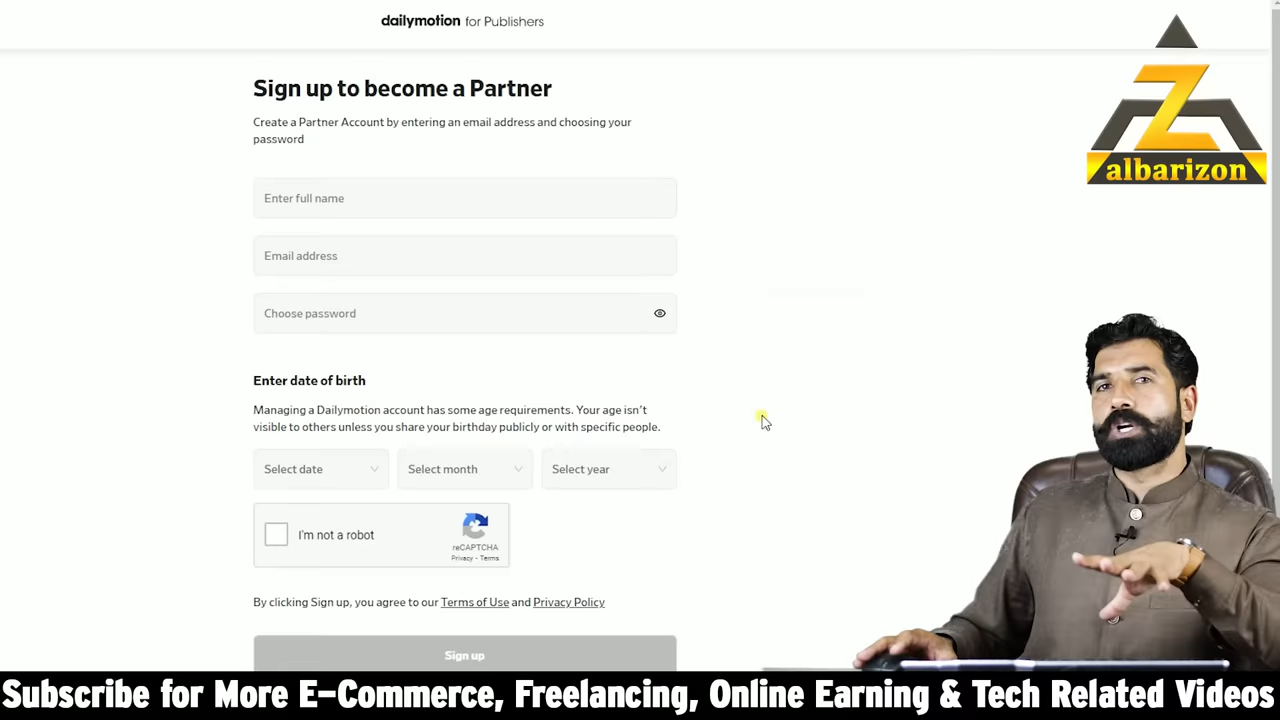 dailymotion for Publishers
Sign up to become a Partner
Create a Partner Account by entering an email address and choosing your
password
Enter full name
Email address
Choose password
Enter date of birth
Managing a Dailymotion account has some age requirements. Your age isn't
visible to others unless you share your birthday publicly or with specific people.
Select date
Select month
Select year
I'm not a robot
reCAPTCHA
Privacy - Terms
By clicking Sign up, you agree to our Terms of Use and Privacy Policy
Sign up
Z
albarizon
Subscribe for More E-Commerce, Freelancing, Online Earning & Tech Related Videos